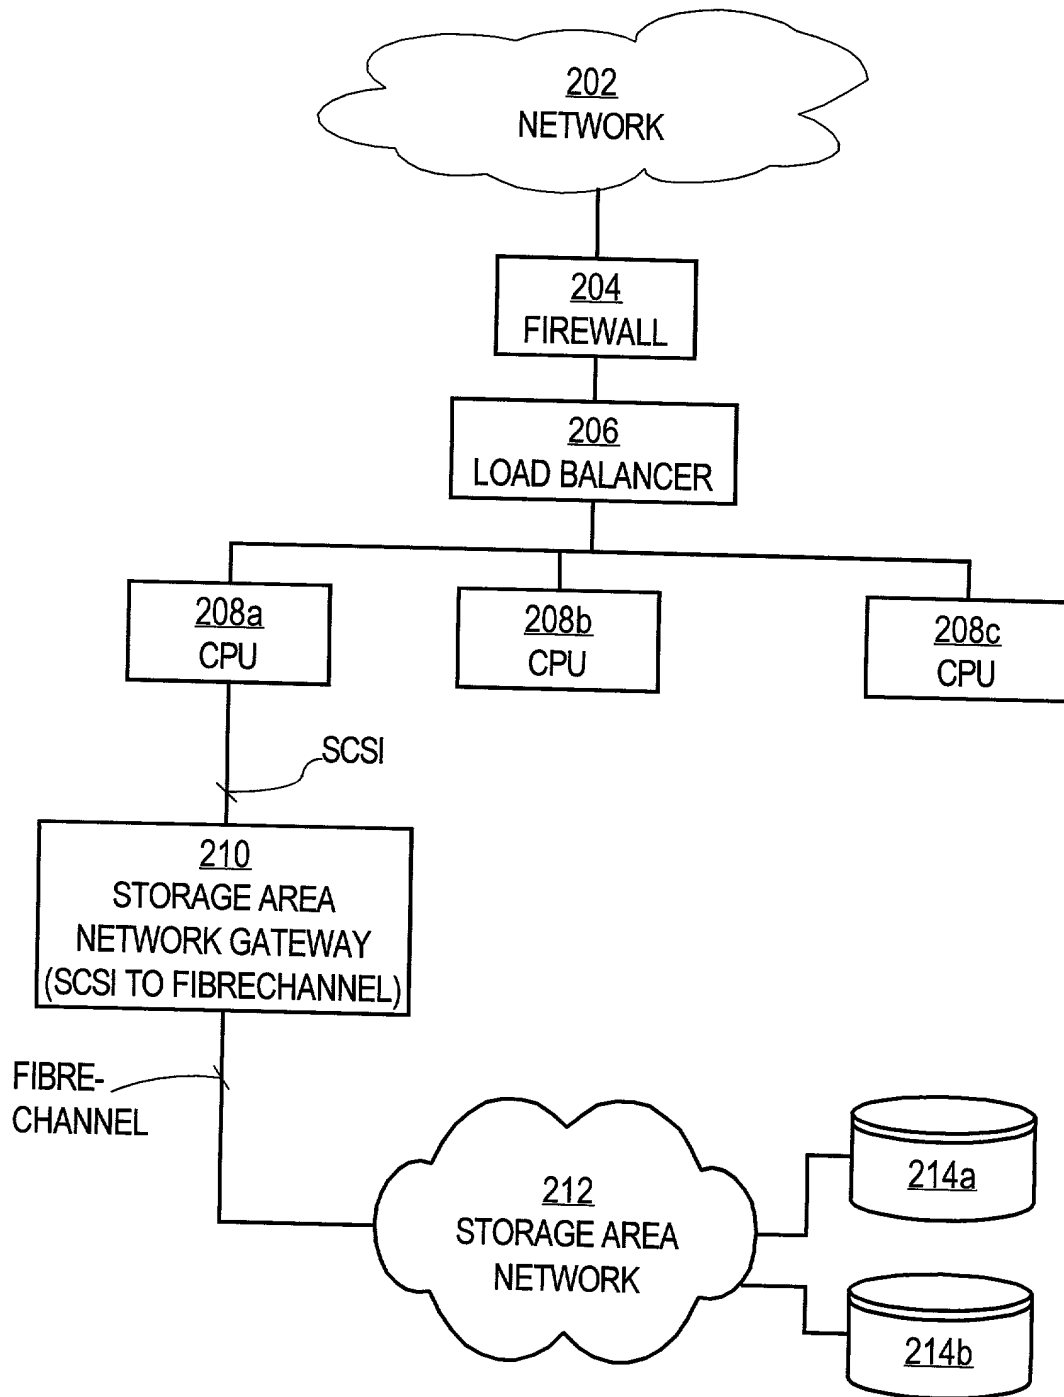 202
NETWORK
204
FIREWALL
206
LOAD BALANCER
208a
CPU
208b
CPU
208c
CPU
SCSI
210
STORAGE AREA
NETWORK GATEWAY
(SCSI TO FIBRECHANNEL)
FIBRE-
CHANNEL
212
STORAGE AREA
NETWORK
214a
214b